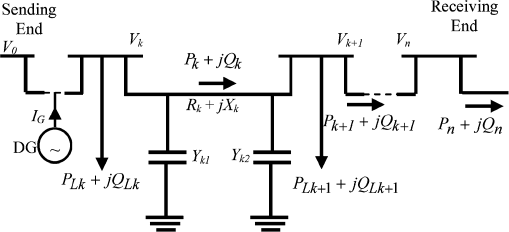 Sending
End
Receiving
End
V0
Vk
Vk+1
Vn
Pk + jQk
Rk + jXk
IG
DG
~
Yk1
Yk2
Pk+1 + jQk+1
Pn + jQn
PLk + jQLk
PLk+1 + jQLk+1